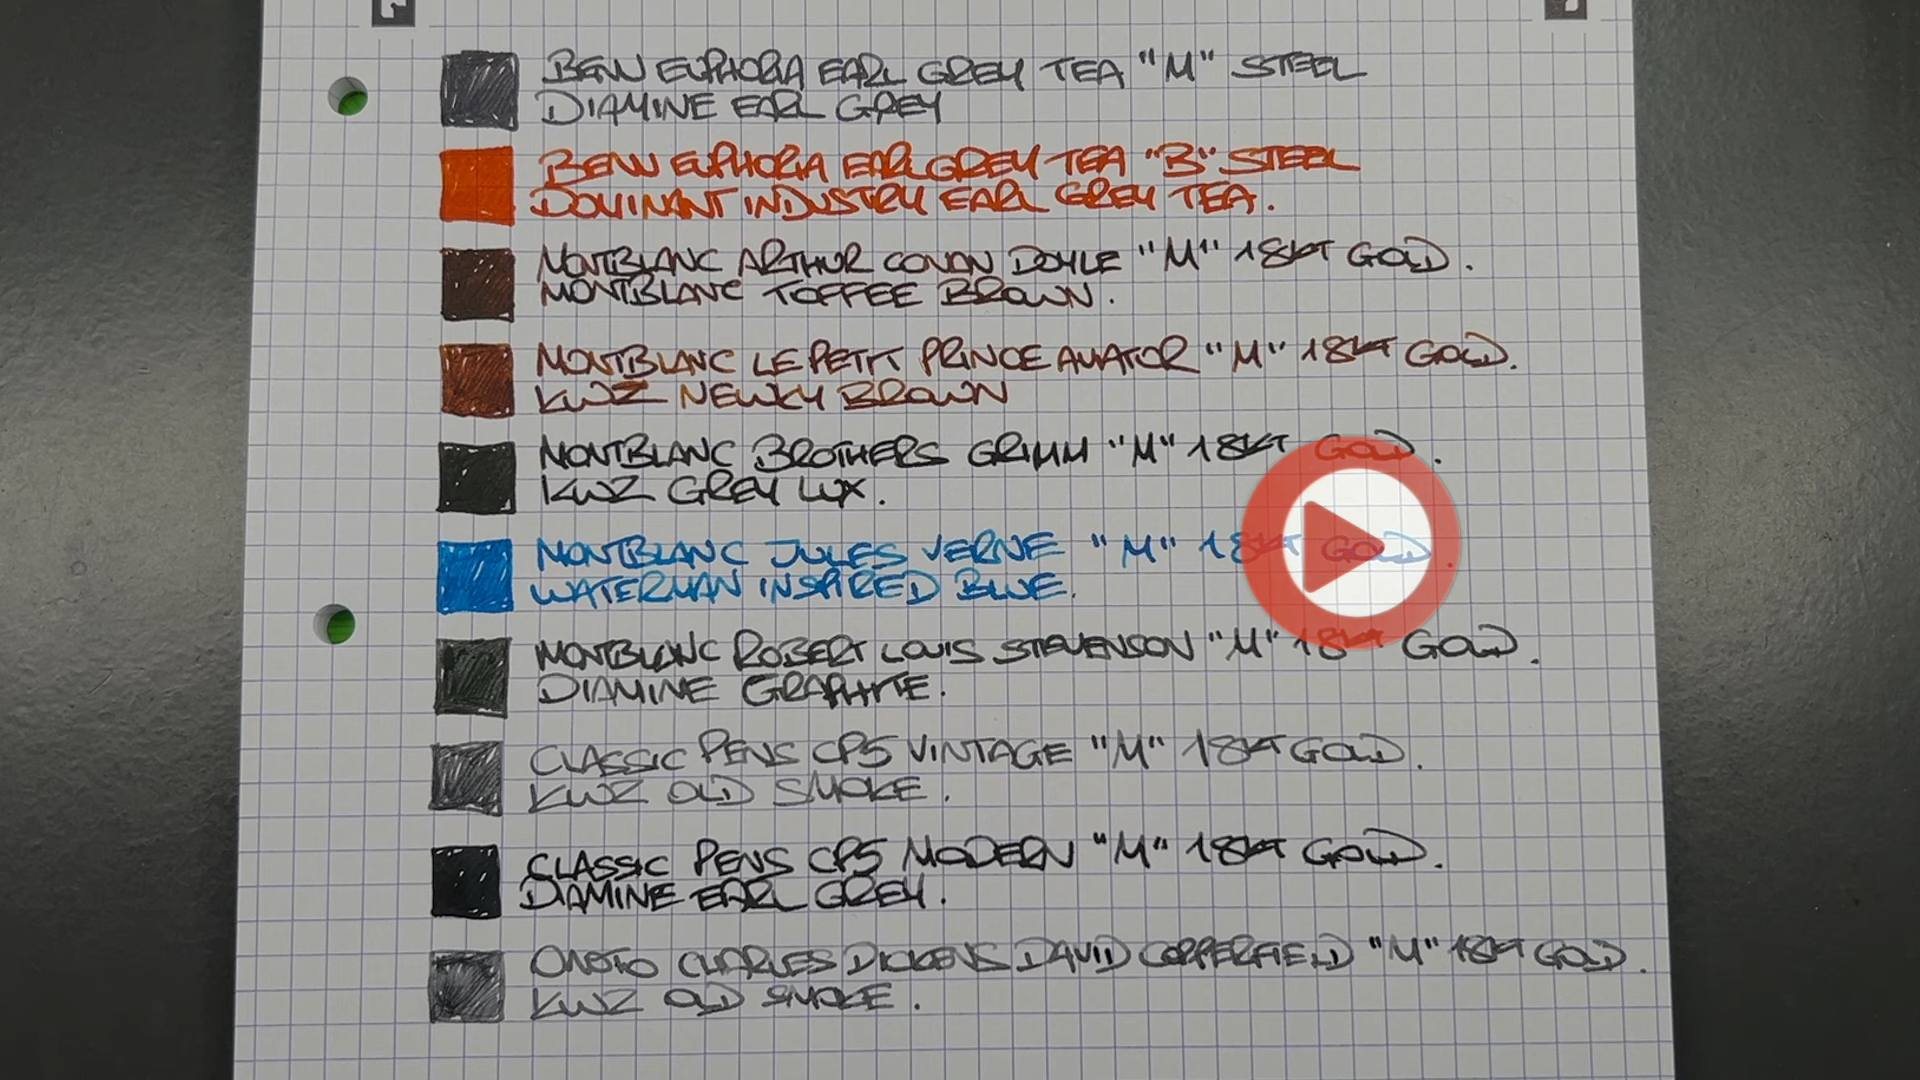 BENU EUPHORIA EARL GREY TEA "M" STEEL
DIAMINE EARL GREY
BENU EUPHORIA EARL GREY TEA "B" STEEL
DOMINANT INDUSTRY EARL GREY TEA.
MONTBLANC ARTHUR CONAN DOYLE "M" 18KT GOLD.
MONTBLANC TOFFEE BROWN.
MONTBLANC LE PETIT PRINCE AVIATOR "M" 18KT GOLD.
KWZ NEWKY BROWN
MONTBLANC BROTHERS GRIMM "M" 18KT GOLD.
KWZ GREY LUX.
MONTBLANC JULES VERNE "M" 18KT GOLD.
WATERMAN INSPIRED BLUE.
MONTBLANC ROBERT LOUIS STEVENSON "M" 18KT GOLD.
DIAMINE GRAPHITE.
CLASSIC PENS CP5 VINTAGE "M" 18KT GOLD.
KWZ OLD SMOKE.
CLASSIC PENS CP5 MODERN "M" 18KT GOLD.
DIAMINE EARL GREY.
ONOTO CHARLES DICKENS DAVID COPPERFIELD "M" 18KT GOLD.
KWZ OLD SMOKE.